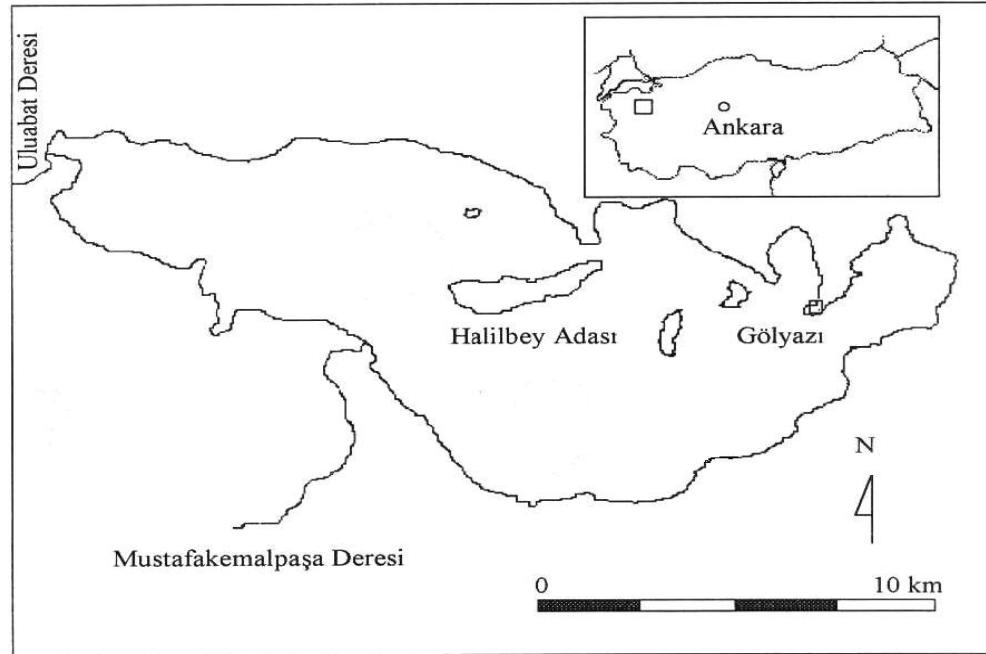 Uluabat Deresi
Ankara
Halilbey Adası
Gölyazı
N
Mustafakemalpaşa Deresi
0 10 km